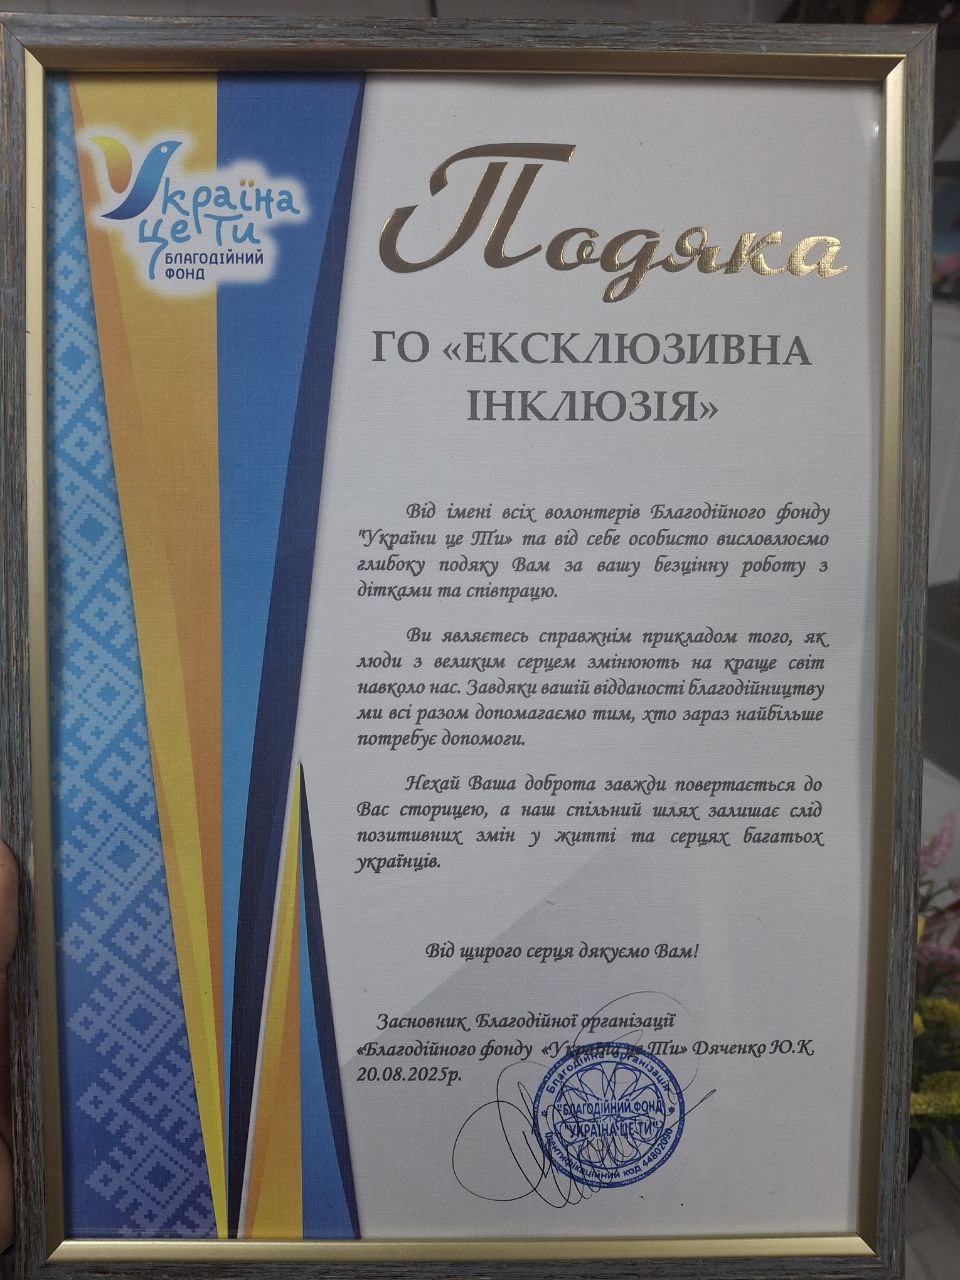 Україна
це Ти
БЛАГОДІЙНИЙ
ФОНД
Подяка
ГО «ЕКСКЛЮЗИВНА
ІНКЛЮЗІЯ»
Від імені всіх волонтерів Благодійного фонду
"України це Ти» та від себе особисто висловлюємо
глибоку подяку Вам за вашу безцінну роботу з
дітками та співпрацю.
Ви являєтесь справжнім прикладом того, як
люди з великим серцем змінюють на краще світ
навколо нас. Завдяки вашій відданості благодійництву
ми всі разом допомагаємо тим, хто зараз найбільше
потребує допомоги.
Нехай Ваша доброта завжди повертається до
Вас сторицею, а наш спільний шлях залишає слід
позитивних змін у житті та серцях багатьох
українців.
Від щирого серця дякуємо Вам!
Засновник Благодійної організації
«Благодійного фонду «Україна це Ти» Дяченко Ю.К.
20.08.2025р.
Благодійна організація
"БЛАГОДІЙНИЙ ФОНД
"УКРАЇНА ЦЕ ТИ"
Ідентифікаційний код 44802090